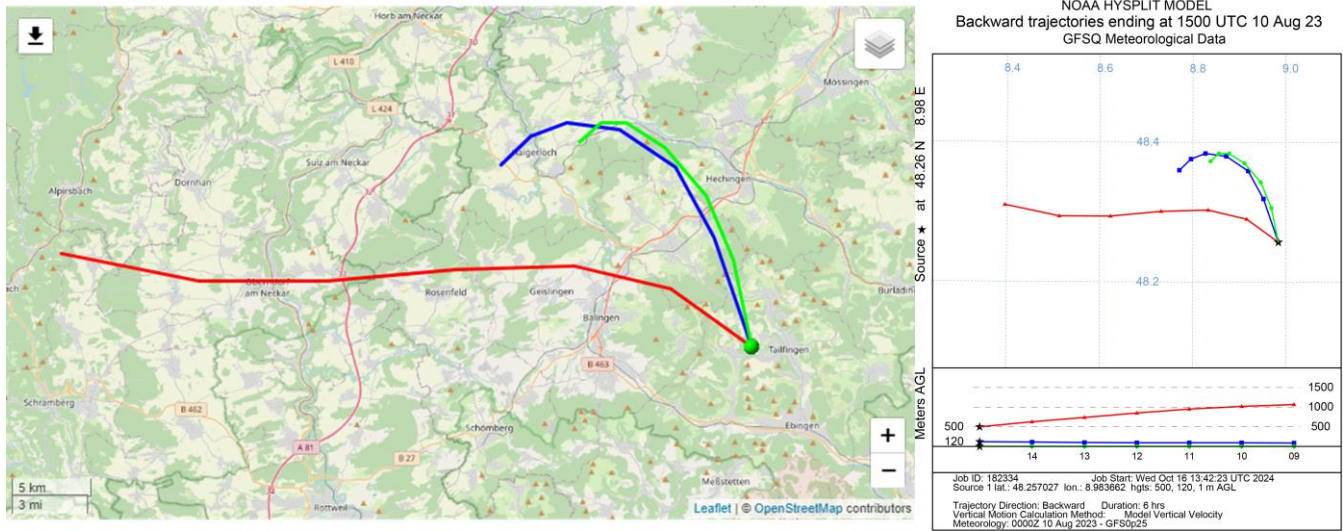 Horb am Neckar
L 410
Mössingen
L 424
Sulz am Neckar
aigerloch
Dornhan
Hechingen
Alpirsbach
Oberndorf
am Neckar
Rosenfeld
Geislingen
Burladin
ach
Balingen
Tailfingen
B 463
Schramberg
B 462
Schömberg
Ebingen
A 81
B 27
Meßstetten
+
−
5 km
3 mi
Rottweil
Leaflet | © OpenStreetMap contributors
NOAA HYSPLIT MODEL
Backward trajectories ending at 1500 UTC 10 Aug 23
GFSQ Meteorological Data
Source ★ at 48.26 N 8.98 E
8.4 8.6 8.8 9.0
48.4
48.2
Meters AGL
1500
1000
500 500
120
14 13 12 11 10 09
Job ID: 182334 Job Start: Wed Oct 16 13:42:23 UTC 2024
Source 1 lat.: 48.257027 lon.: 8.983662 hgts: 500, 120, 1 m AGL
Trajectory Direction: Backward Duration: 6 hrs
Vertical Motion Calculation Method: Model Vertical Velocity
Meteorology: 0000Z 10 Aug 2023 - GFS0p25